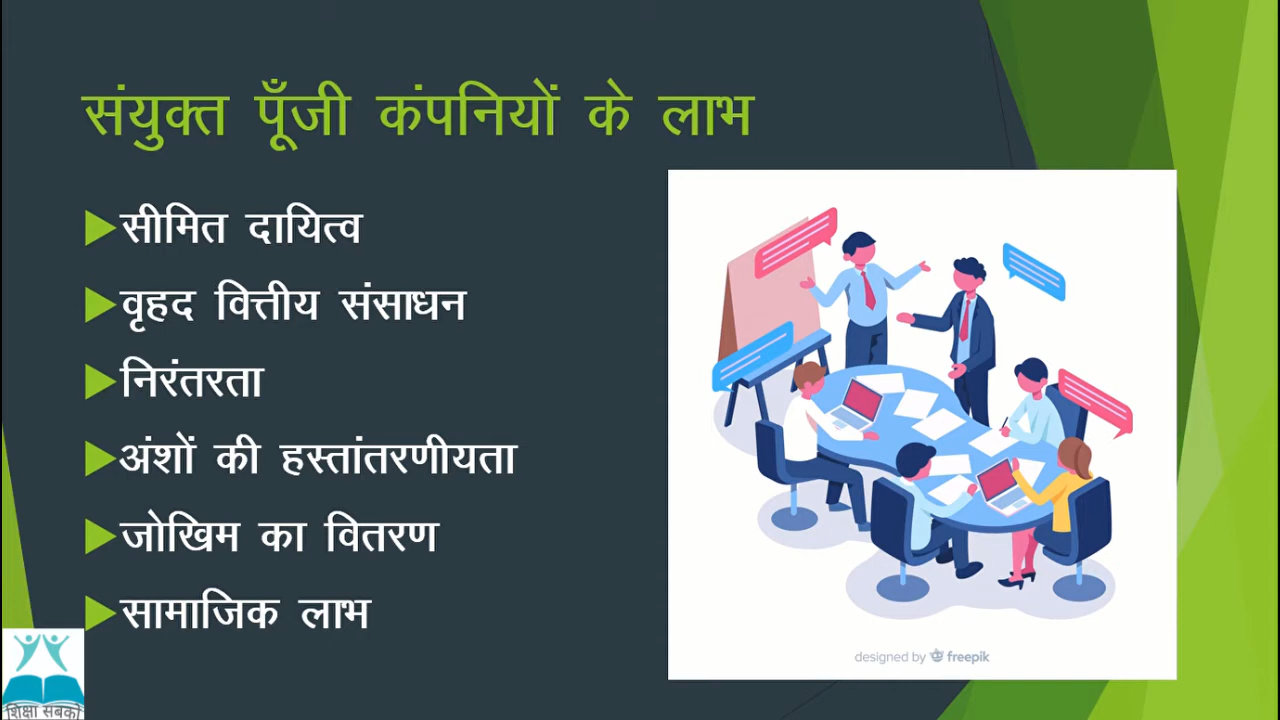 संयुक्त पूँजी कंपनियों के लाभ
सीमित दायित्व
वृहद वित्तीय संसाधन
निरंतरता
अंशों की हस्तांतरणीयता
जोखिम का वितरण
सामाजिक लाभ
designed by freepik
शिक्षा सबको